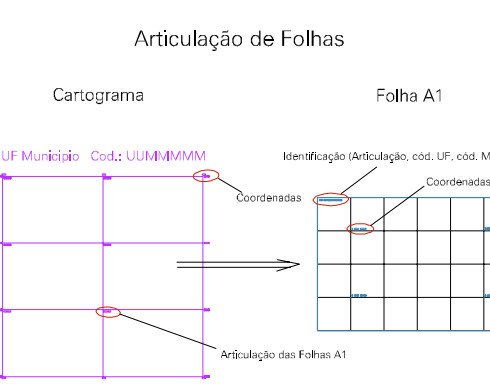 Articulação de Folhas
Cartograma
Folha A1
UF Municipio Cod.: UUMMMMM
Identificação (Articulação, cód. UF, cód. M
Coordenadas
Coordenadas
Articulação das Folhas A1